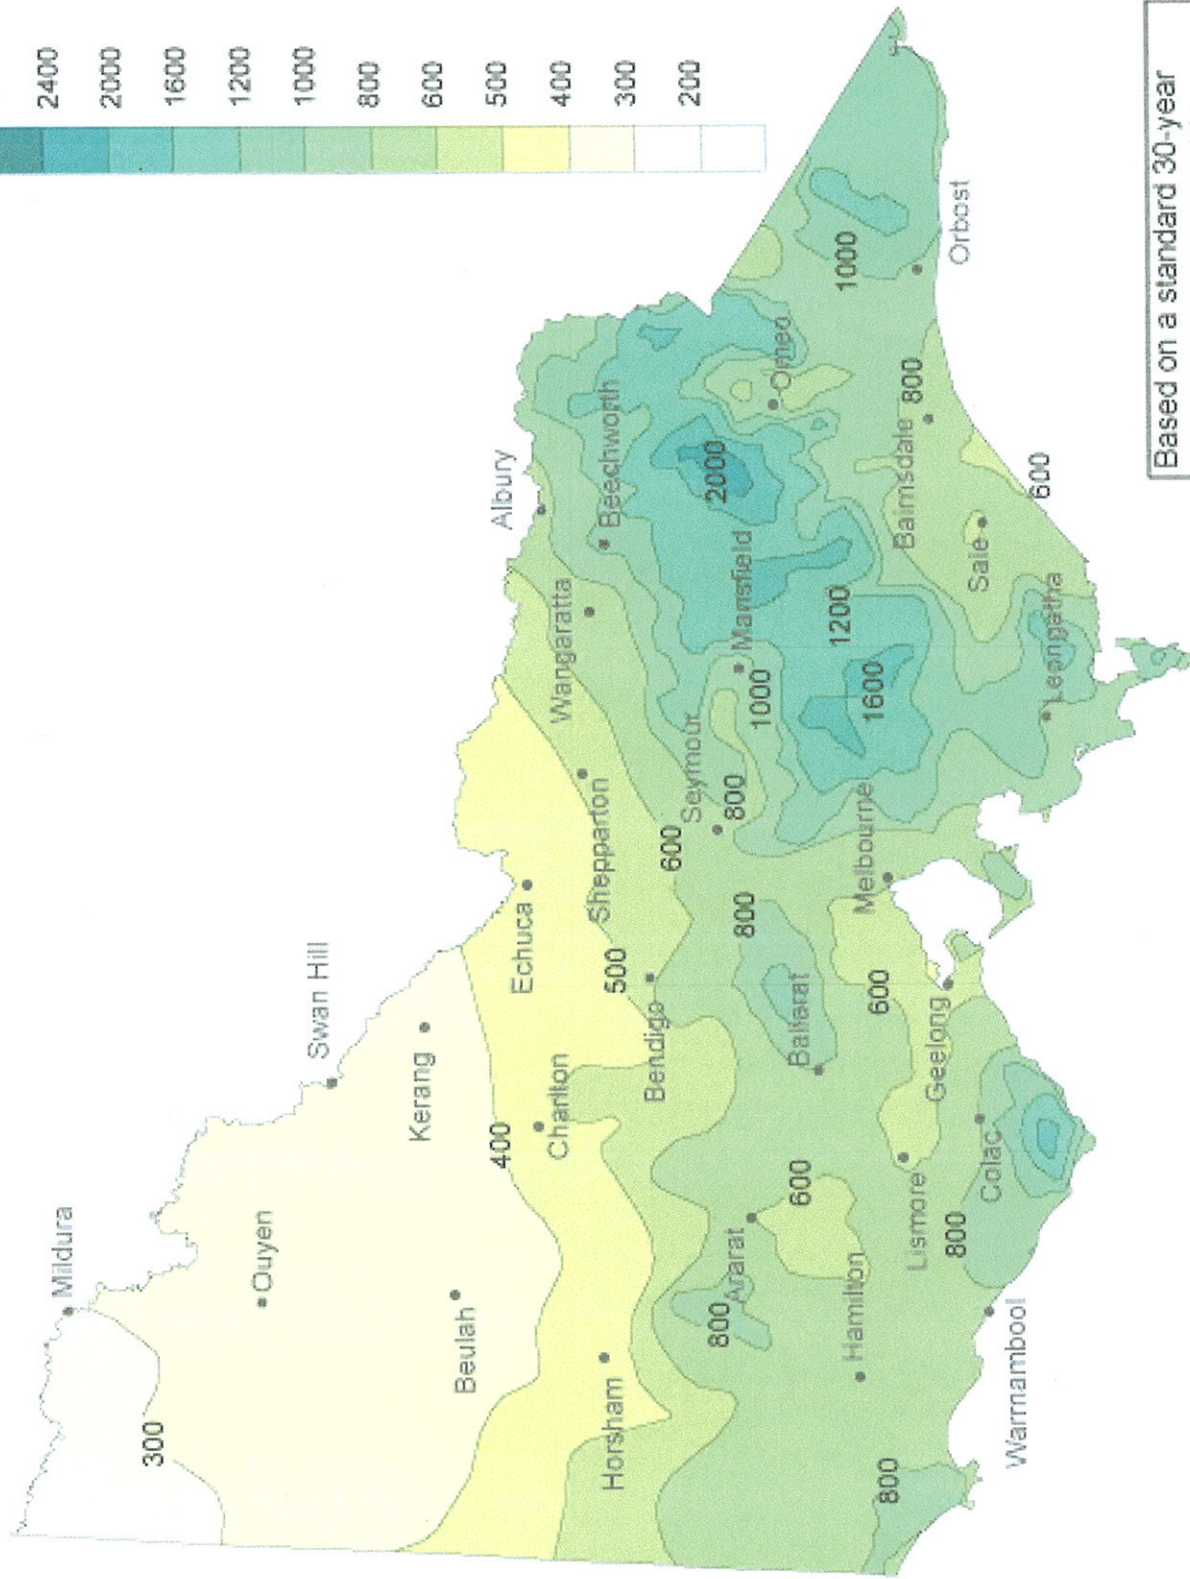 Mildura
Swan Hill
Albury
2400
2000
1600
1200
1000
800
600
500
400
300
200
300
Ouyen
Kerang
Beulah
400
Echuca
Charlton
Wangaratta
Beechworth
Horsham
500
Shepparton
Bendigo
600
Seymour
2000
800
Ararat
800
800
1000
Mansfield
Omeo
600
Ballarat
1200
1000
Hamilton
Melbourne
1600
800
600
Lismore
Bairnsdale
800
Geelong
800
Sale
Orbost
Colac
Warrnambool
Leongatha
600
Based on a standard 30-year